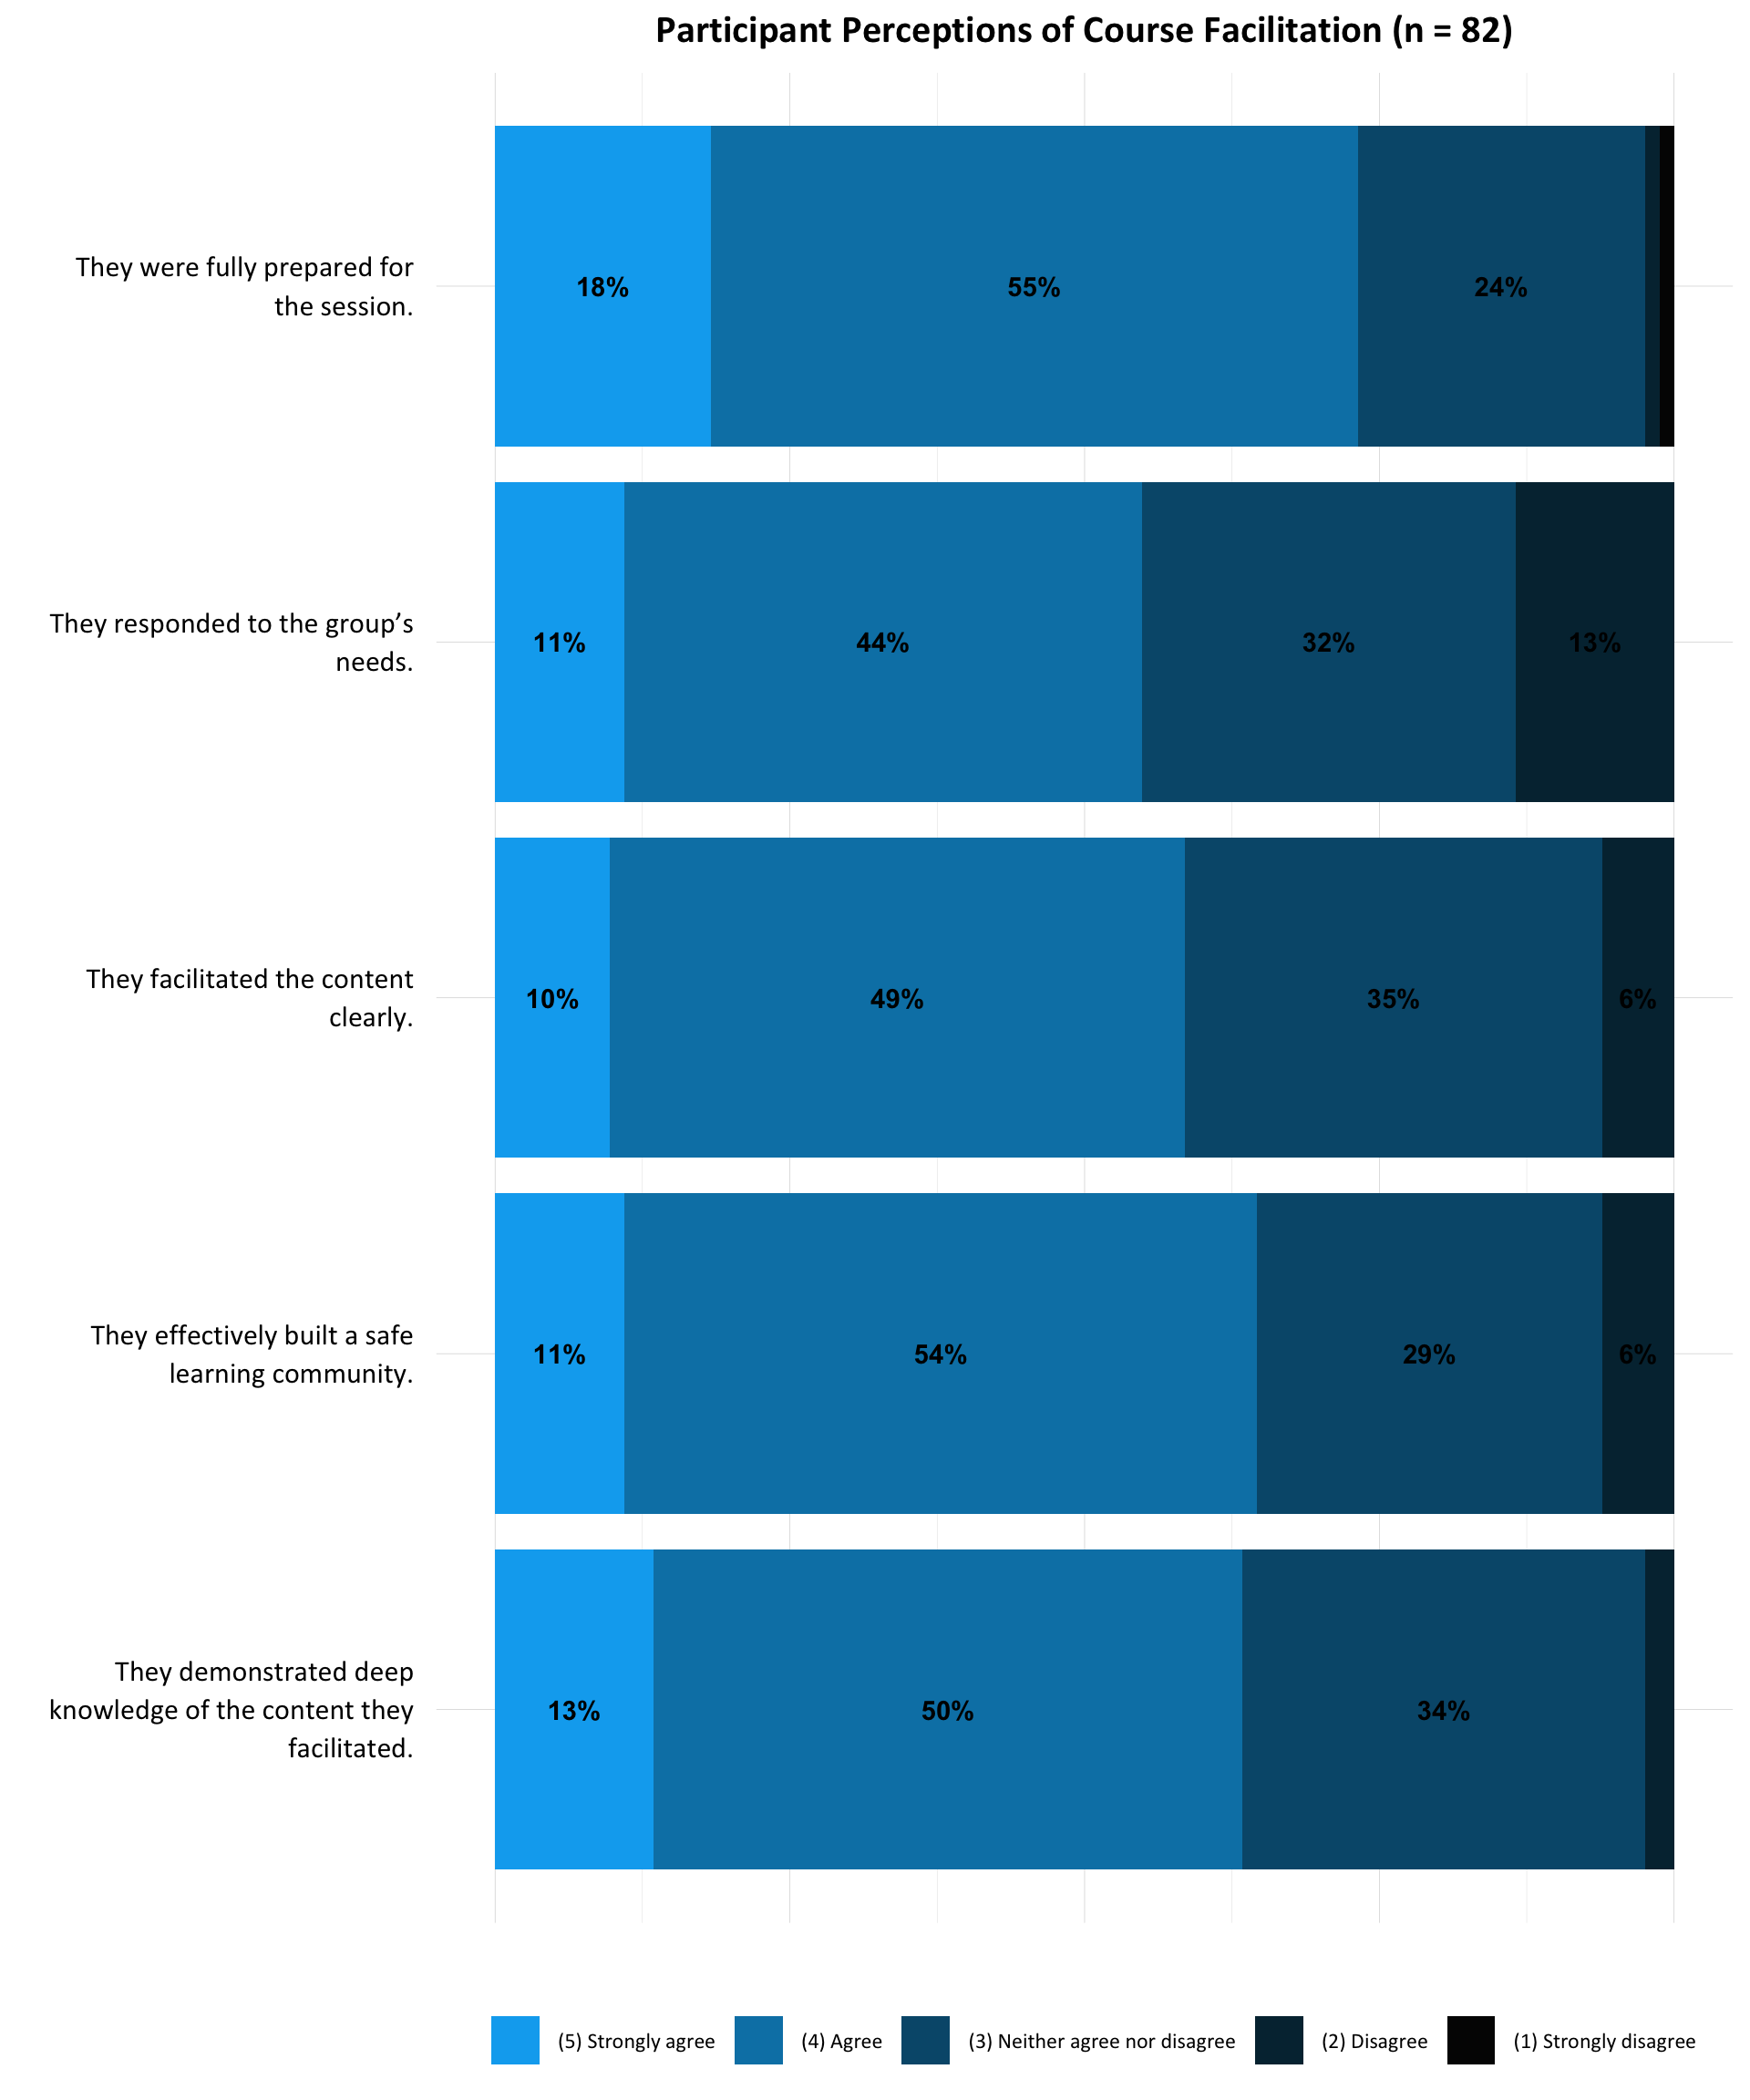 Participant Perceptions of Course Facilitation (n = 82)
They were fully prepared for
the session.
18%
55%
24%
They responded to the group’s
needs.
11%
44%
32%
13%
They facilitated the content
clearly.
10%
49%
35%
6%
They effectively built a safe
learning community.
11%
54%
29%
6%
They demonstrated deep
knowledge of the content they
facilitated.
13%
50%
34%
(5) Strongly agree
(4) Agree
(3) Neither agree nor disagree
(2) Disagree
(1) Strongly disagree